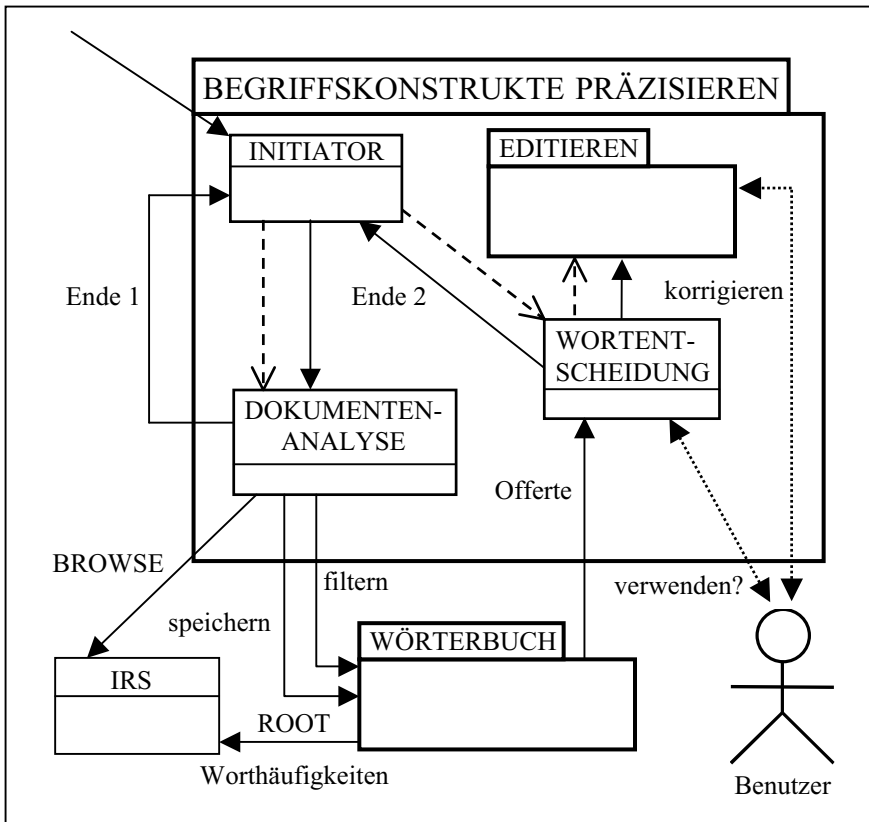 BEGRIFFSKONSTRUKTE PRÄZISIEREN
INITIATOR
EDITIEREN
Ende 1
Ende 2
korrigieren
WORTENT-
SCHEIDUNG
DOKUMENTEN-
ANALYSE
Offerte
BROWSE
filtern
verwenden?
speichern
WÖRTERBUCH
IRS
ROOT
Worthäufigkeiten
Benutzer